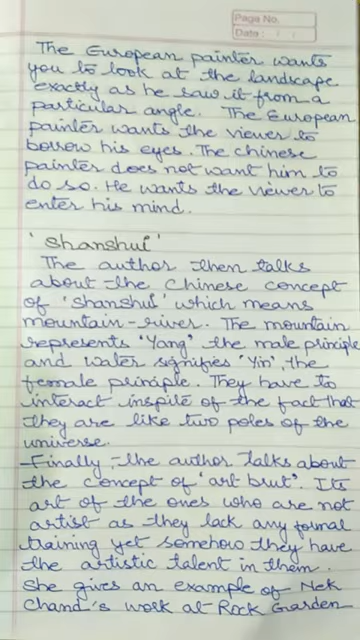 Page No.
Date : / /
The European painter wants
you to look at the landscape
exactly as he saw it from a
particular angle. The European
painter wants the viewer to
borrow his eyes. The chinese
painter does not want him to
do so. He wants the viewer to
enter his mind.
'Shanshui'
The author then talks
about the Chinese concept
of 'Shanshui' which means
mountain-river. The mountain
represents 'Yang' the male principle
and water signifies 'Yin', the
female principle. They have to
interact inspite of the fact that
they are like two poles of the
universe.
Finally, the author talks about
the concept of 'art brut'. Its
art of the ones who are not
artist as they lack any formal
training yet somehow they have
the artistic talent in them.
She gives an example of Nek
Chand's work at Rock Garden